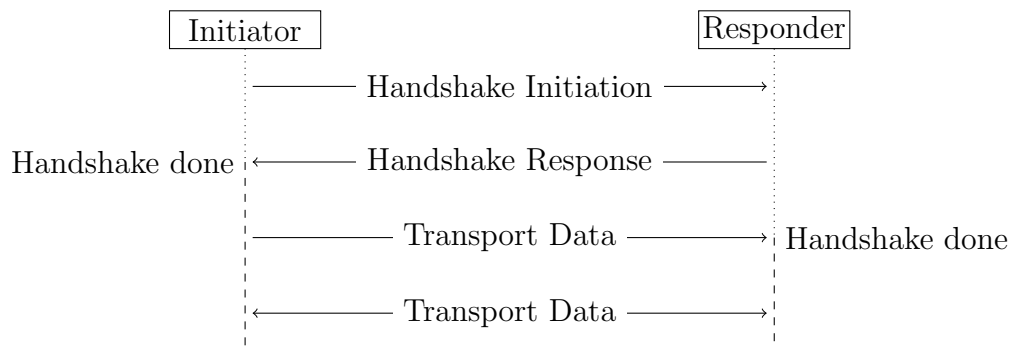 Initiator
Responder
Handshake Initiation
Handshake done
Handshake Response
Transport Data
Handshake done
Transport Data